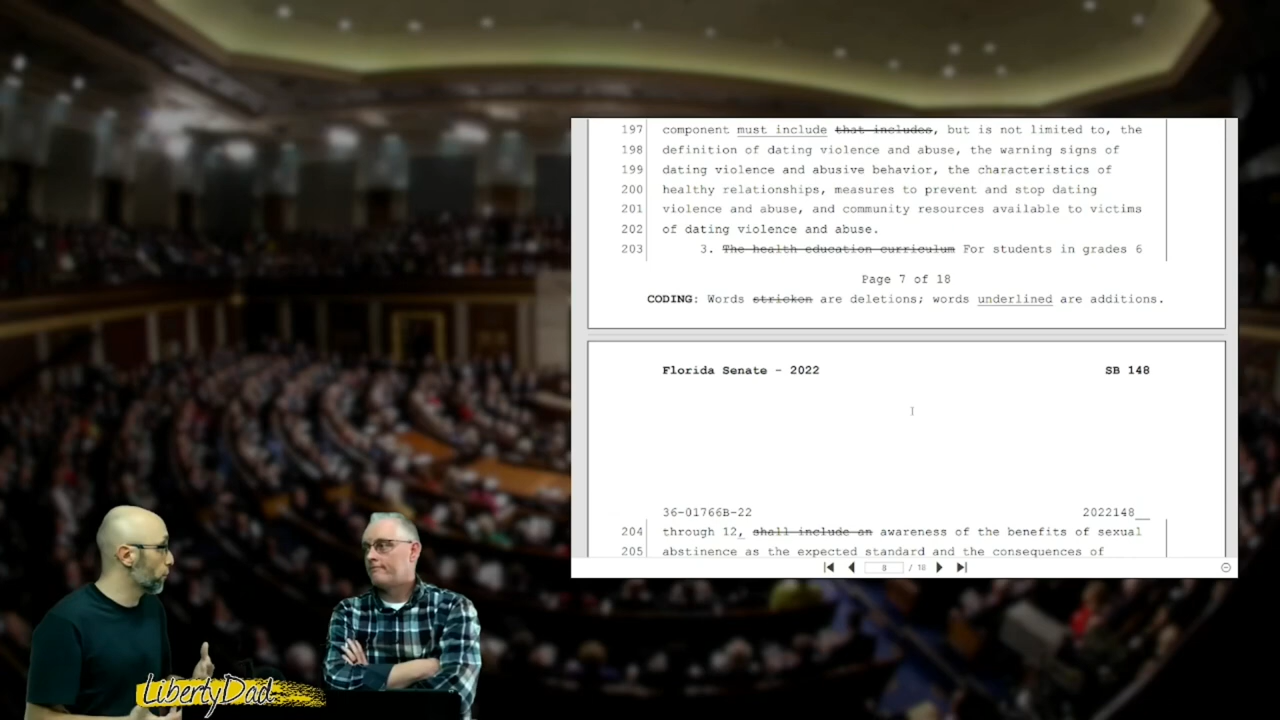 197 component must include that includes, but is not limited to, the
198 definition of dating violence and abuse, the warning signs of
199 dating violence and abusive behavior, the characteristics of
200 healthy relationships, measures to prevent and stop dating
201 violence and abuse, and community resources available to victims
202 of dating violence and abuse.
203 3. The health education curriculum For students in grades 6
Page 7 of 18
CODING: Words stricken are deletions; words underlined are additions.
Florida Senate - 2022 SB 148
36-01766B-22 2022148__
204 through 12, shall include an awareness of the benefits of sexual
205 abstinence as the expected standard and the consequences of
8 / 18
LibertyDad